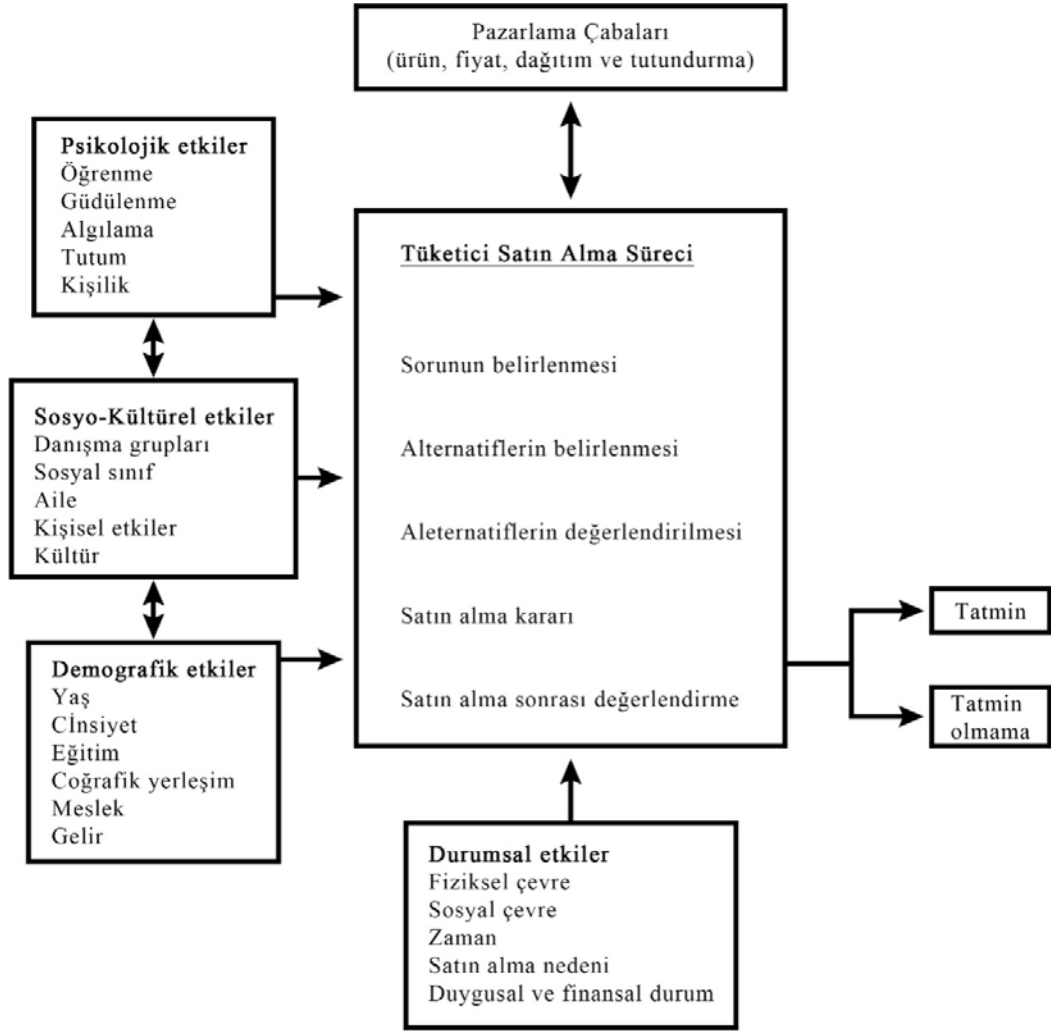 Pazarlama Çabaları
(ürün, fiyat, dağıtım ve tutundurma)
Psikolojik etkiler
Öğrenme
Güdülenme
Algılama
Tutum
Kişilik
Sosyo-Kültürel etkiler
Danışma grupları
Sosyal sınıf
Aile
Kişisel etkiler
Kültür
Demografik etkiler
Yaş
Cİnsiyet
Eğitim
Coğrafik yerleşim
Meslek
Gelir
Tüketici Satın Alma Süreci
Sorunun belirlenmesi
Alternatiflerin belirlenmesi
Aleternatiflerin değerlendirilmesi
Satın alma kararı
Satın alma sonrası değerlendirme
Tatmin
Tatmin
olmama
Durumsal etkiler
Fiziksel çevre
Sosyal çevre
Zaman
Satın alma nedeni
Duygusal ve finansal durum